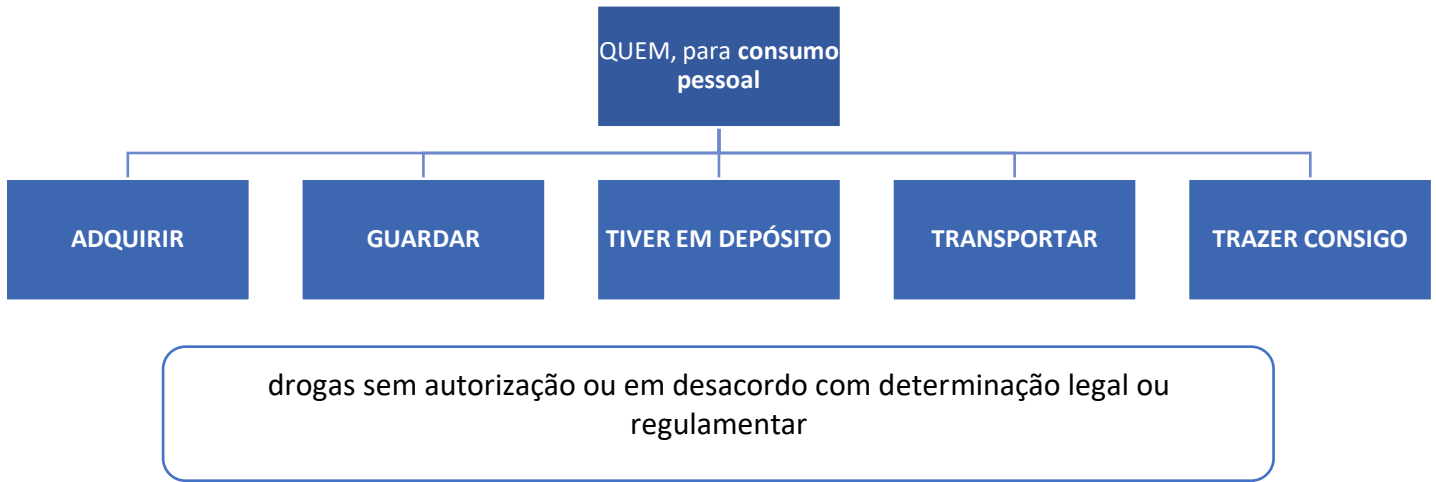 QUEM, para consumo
pessoal
ADQUIRIR
GUARDAR
TIVER EM DEPÓSITO
TRANSPORTAR
TRAZER CONSIGO
drogas sem autorização ou em desacordo com determinação legal ou
regulamentar